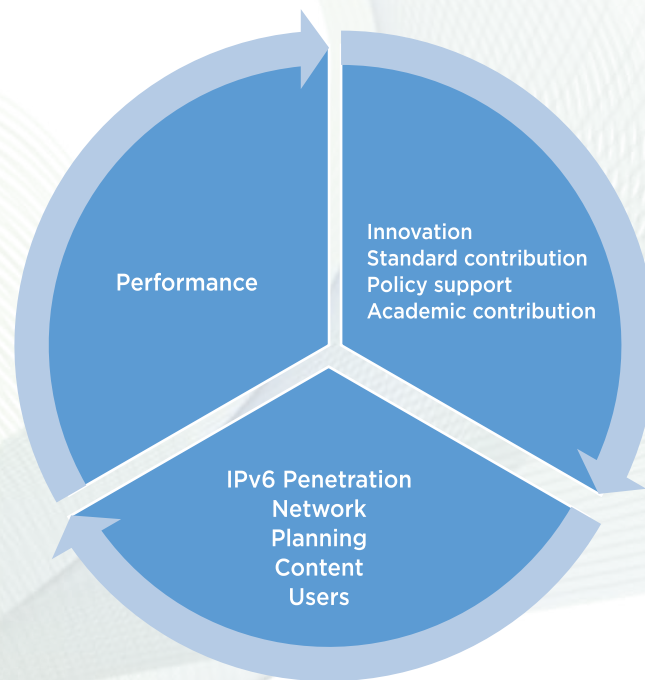 Performance
Innovation
Standard contribution
Policy support
Academic contribution
IPv6 Penetration
Network
Planning
Content
Users